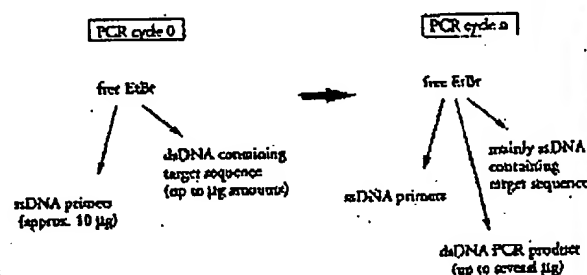 PCR cycle 0
free EtBr
dsDNA containing
target sequence
(up to µg amounts)
ssDNA primers
(approx. 10 µg)
PCR cycle n
free EtBr
mainly ssDNA
containing
target sequence
ssDNA primers
dsDNA PCR product
(up to several µg)